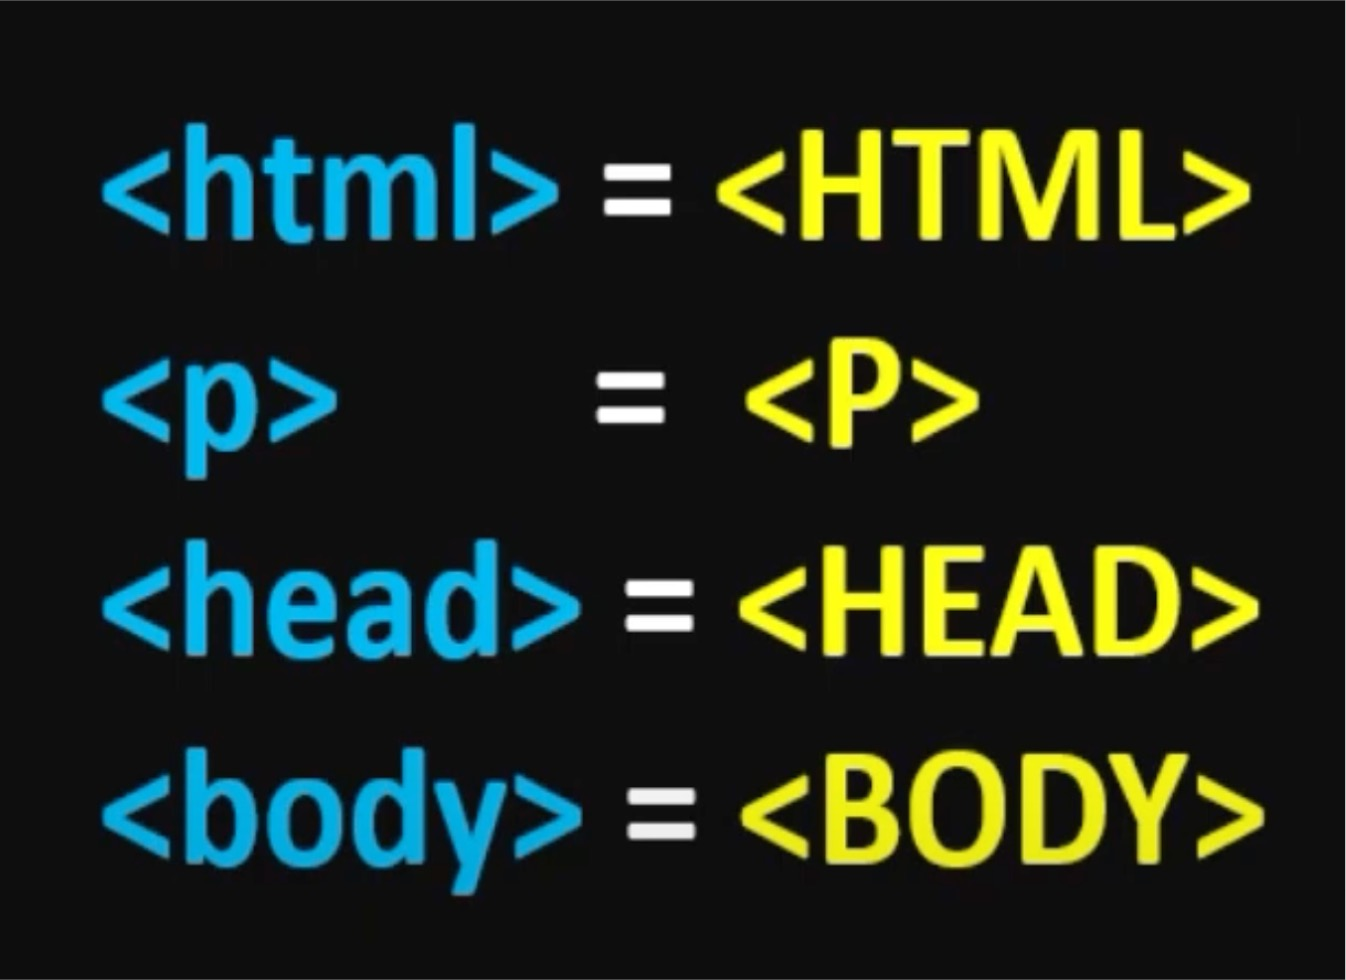 <html> = <HTML>
<p> = <P>
<head> = <HEAD>
<body> = <BODY>